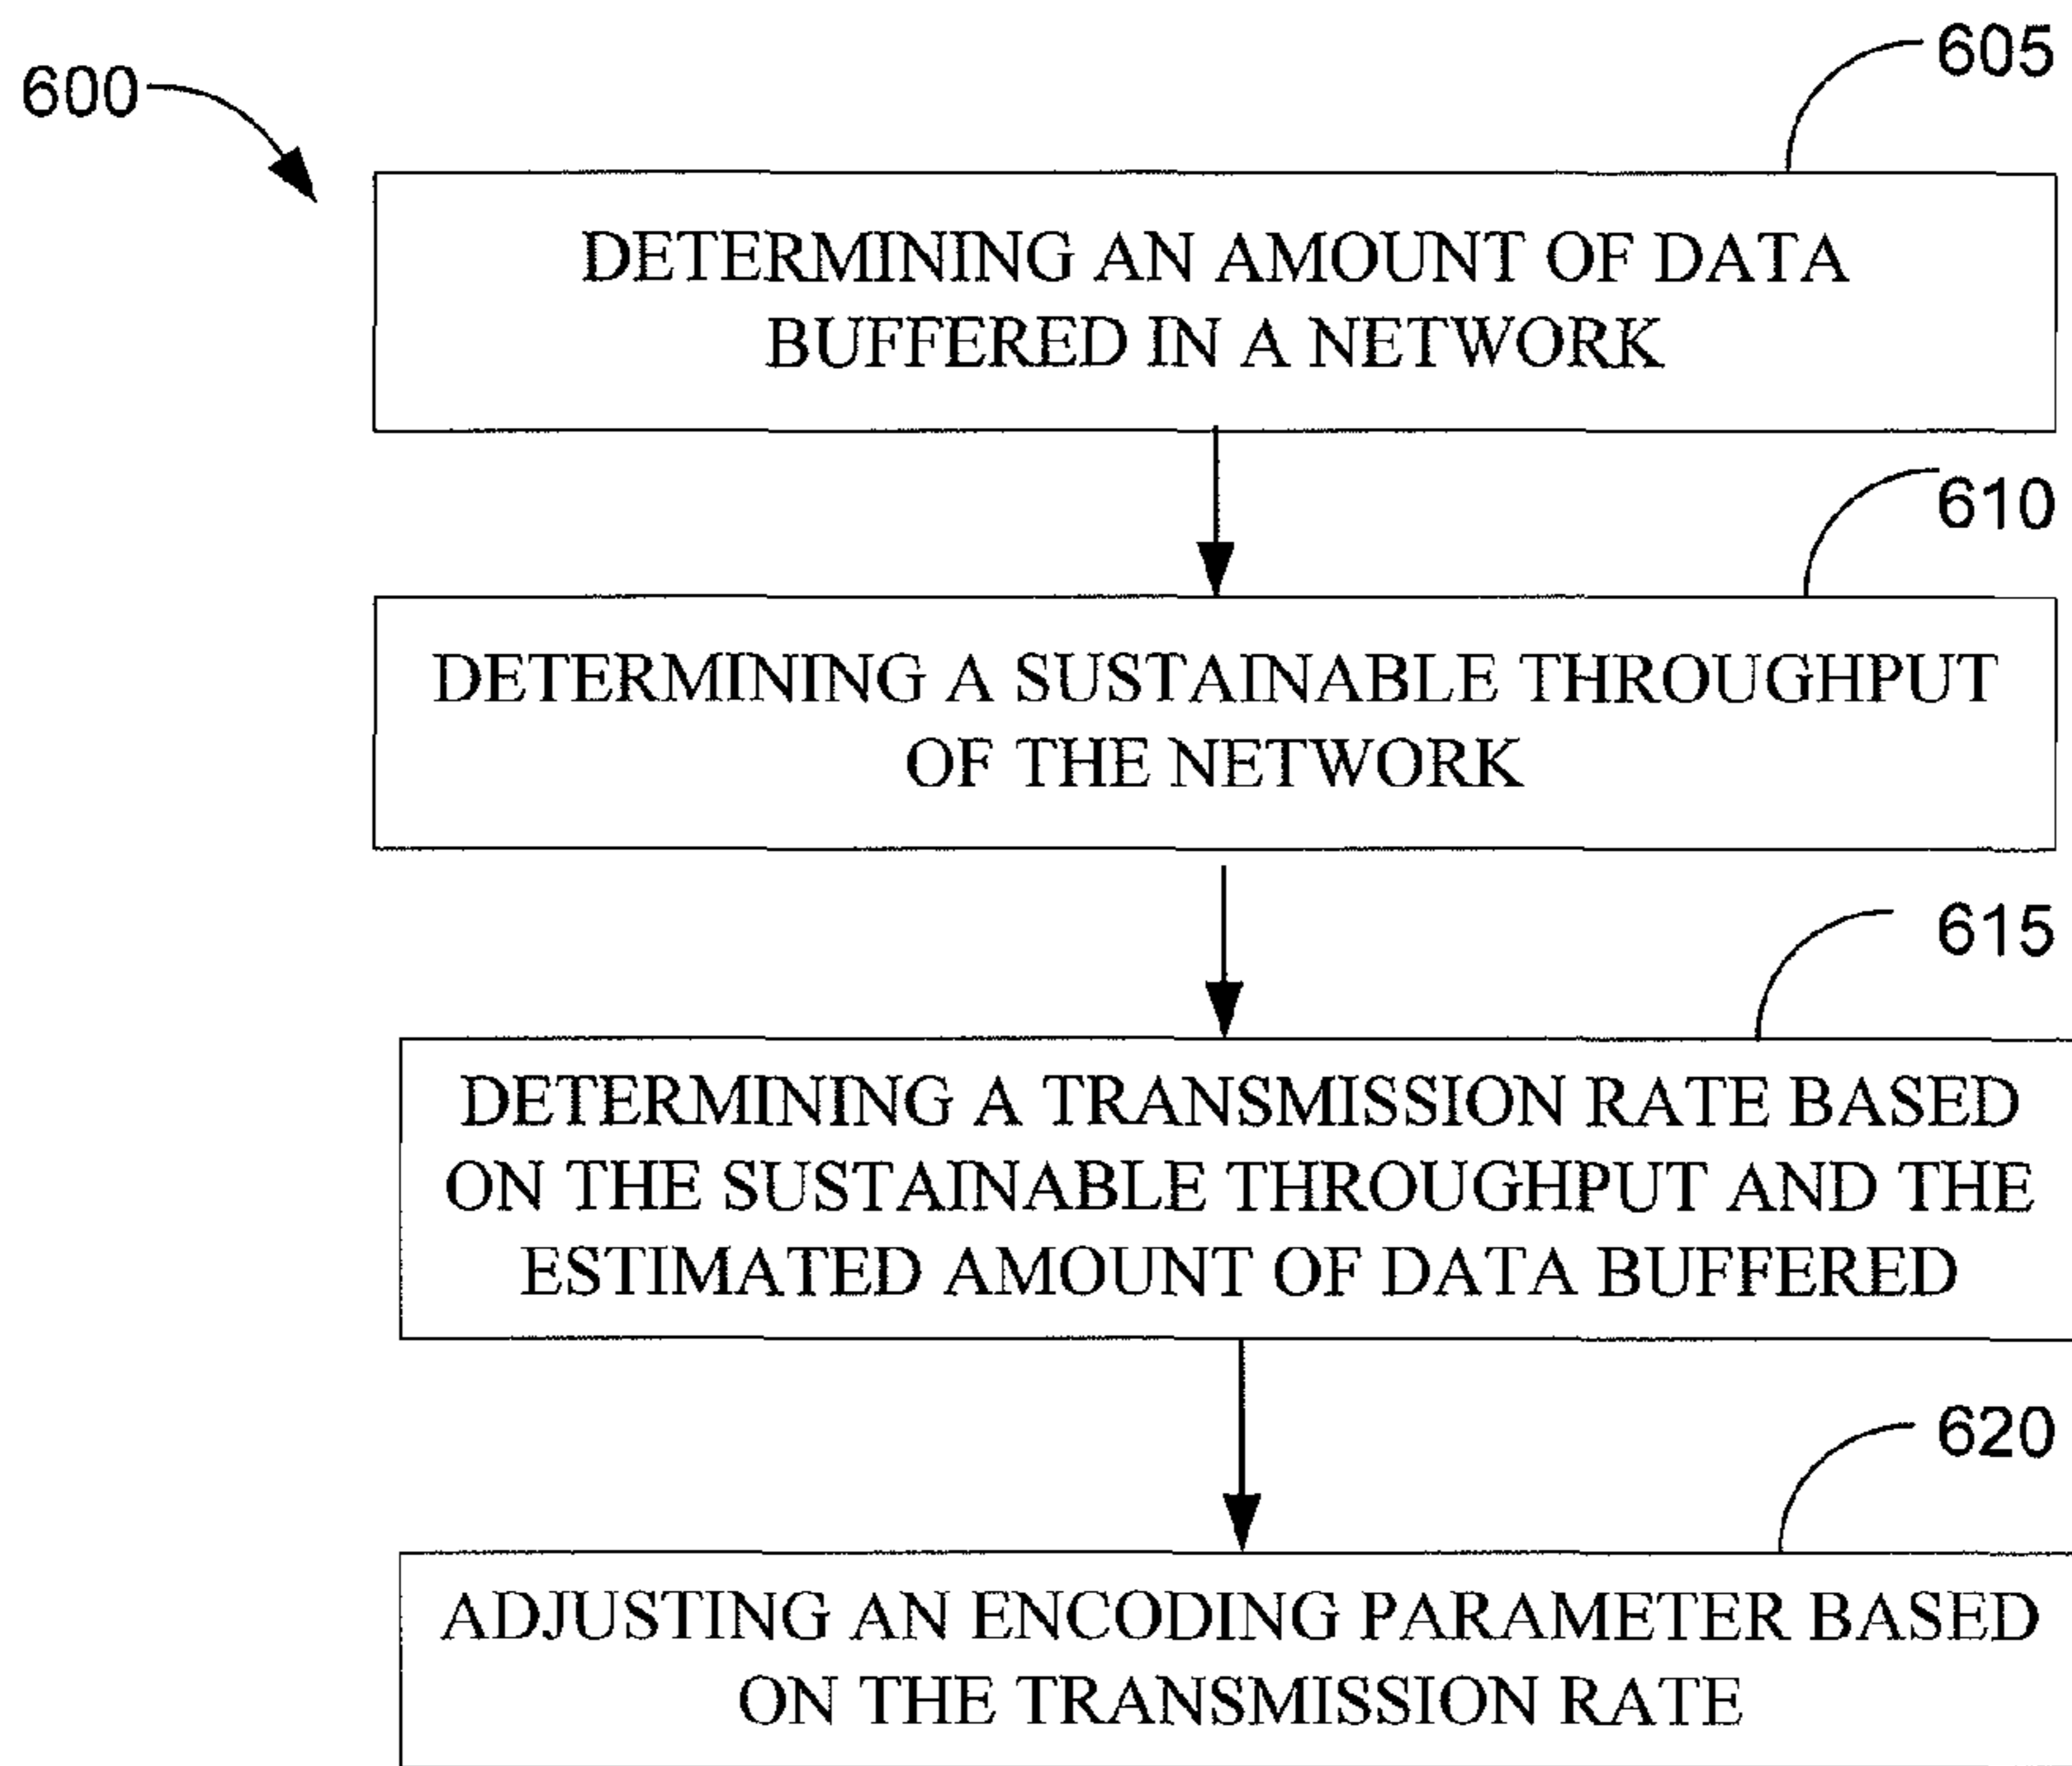 600
605
DETERMINING AN AMOUNT OF DATA
BUFFERED IN A NETWORK
610
DETERMINING A SUSTAINABLE THROUGHPUT
OF THE NETWORK
615
DETERMINING A TRANSMISSION RATE BASED
ON THE SUSTAINABLE THROUGHPUT AND THE
ESTIMATED AMOUNT OF DATA BUFFERED
620
ADJUSTING AN ENCODING PARAMETER BASED
ON THE TRANSMISSION RATE